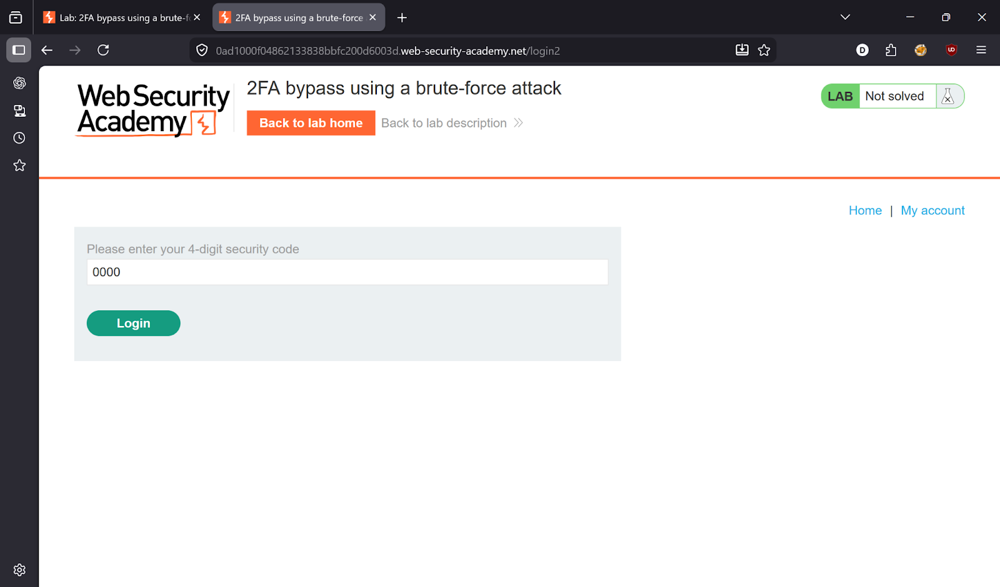 Lab: 2FA bypass using a brute-f
2FA bypass using a brute-force
0ad1000f04862133838bbfc200d6003d.web-security-academy.net/login2
D
UD
Web Security
Academy
2FA bypass using a brute-force attack
Back to lab home
Back to lab description
LAB
Not solved
Home | My account
Please enter your 4-digit security code
0000
Login